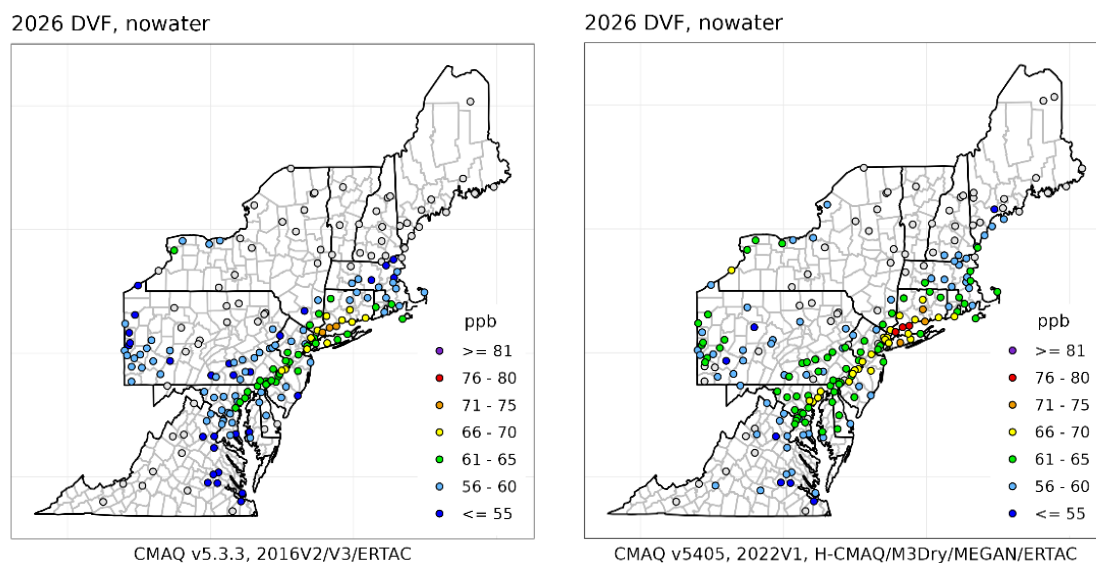 2026 DVF, nowater
ppb
>= 81
76 - 80
71 - 75
66 - 70
61 - 65
56 - 60
<= 55
CMAQ v5.3.3, 2016V2/V3/ERTAC
2026 DVF, nowater
ppb
>= 81
76 - 80
71 - 75
66 - 70
61 - 65
56 - 60
<= 55
CMAQ v5405, 2022V1, H-CMAQ/M3Dry/MEGAN/ERTAC